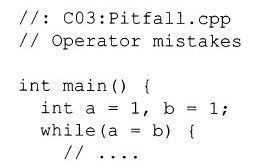 //: C03:Pitfall.cpp
// Operator mistakes
int main() {
int a = 1, b = 1;
while(a = b) {
// ....